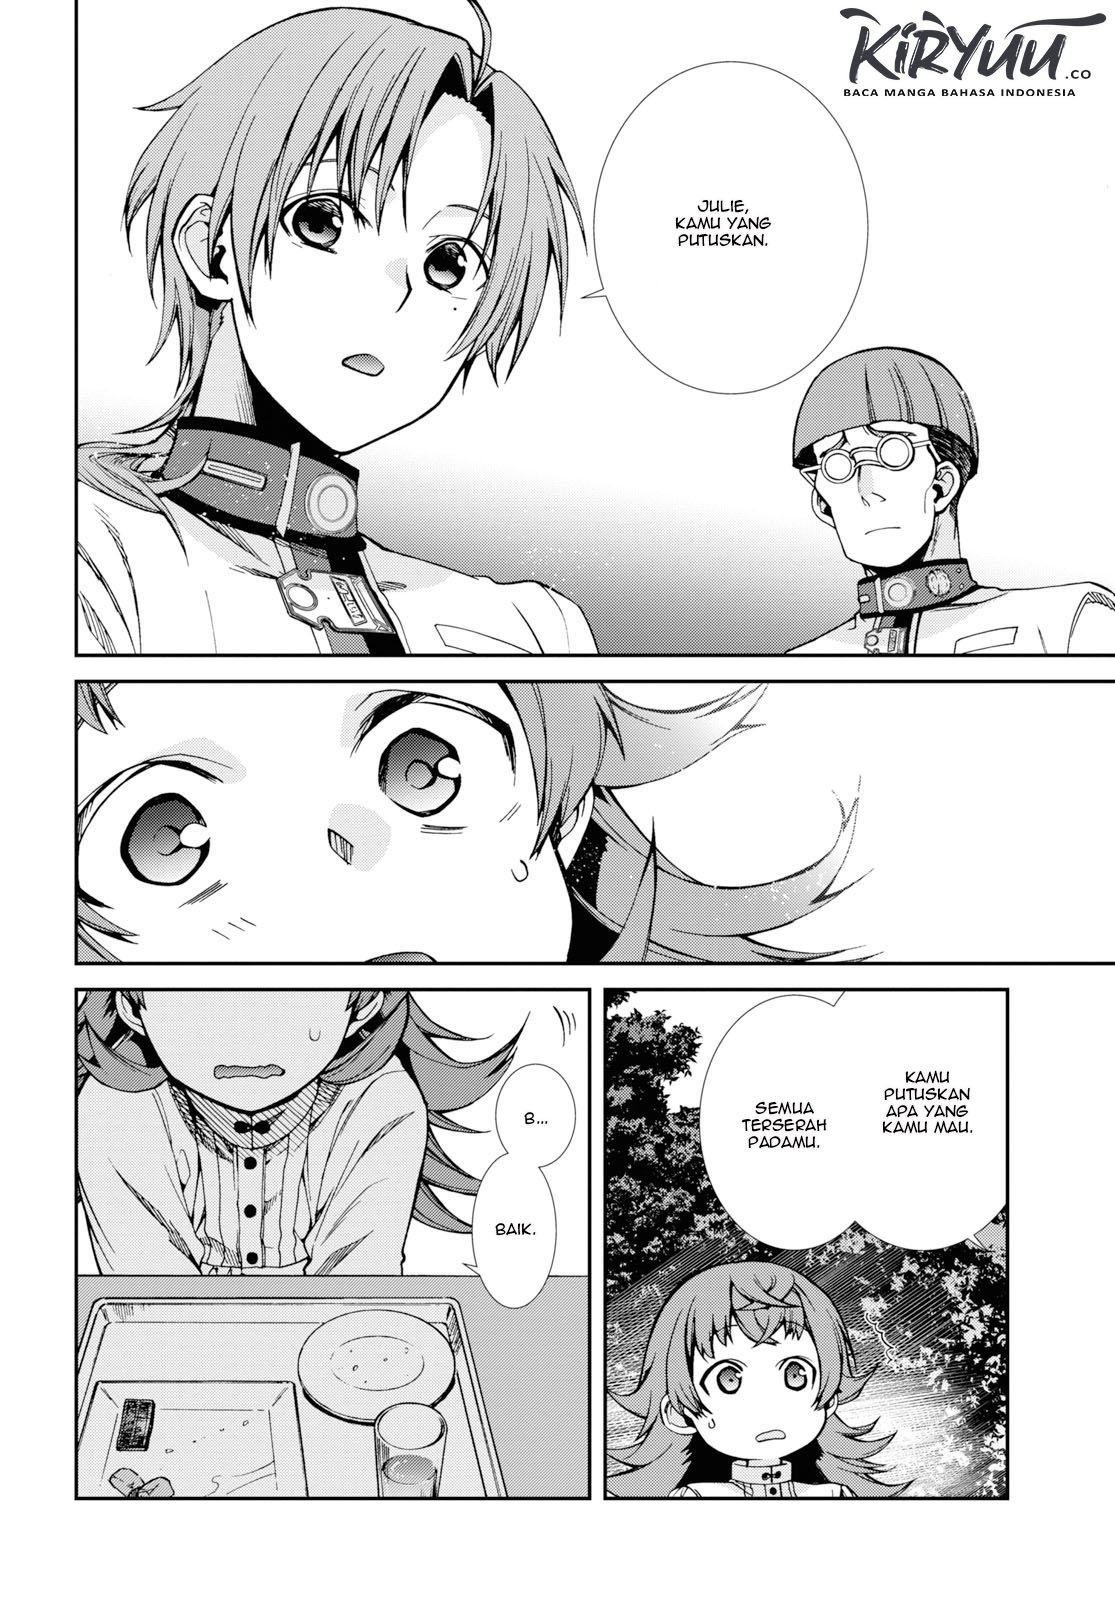 KIRYUU.CO
BACA MANGA BAHASA INDONESIA
JULIE,
KAMU YANG
PUTUSKAN.
KAMU
PUTUSKAN
APA YANG
KAMU MAU.
SEMUA
TERSERAH
PADAMU.
B...
BAIK.